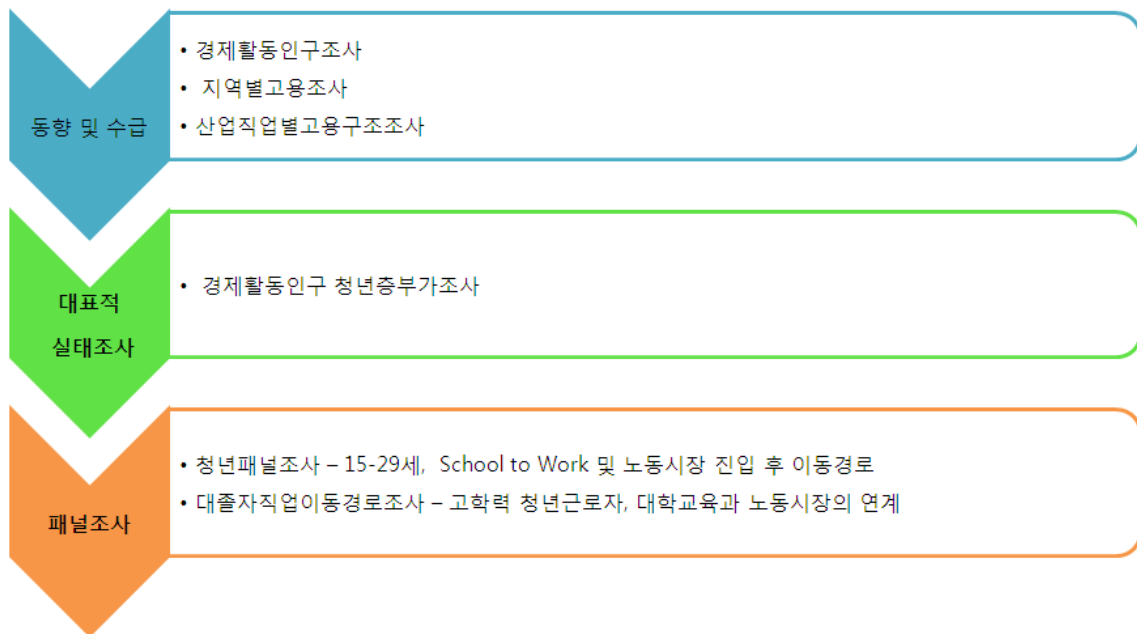 동향 및 수급
• 경제활동인구조사
• 지역별고용조사
• 산업직업별고용구조조사
대표적
실태조사
• 경제활동인구 청년층부가조사
패널조사
• 청년패널조사 – 15-29세, School to Work 및 노동시장 진입 후 이동경로
• 대졸자직업이동경로조사 – 고학력 청년근로자, 대학교육과 노동시장의 연계